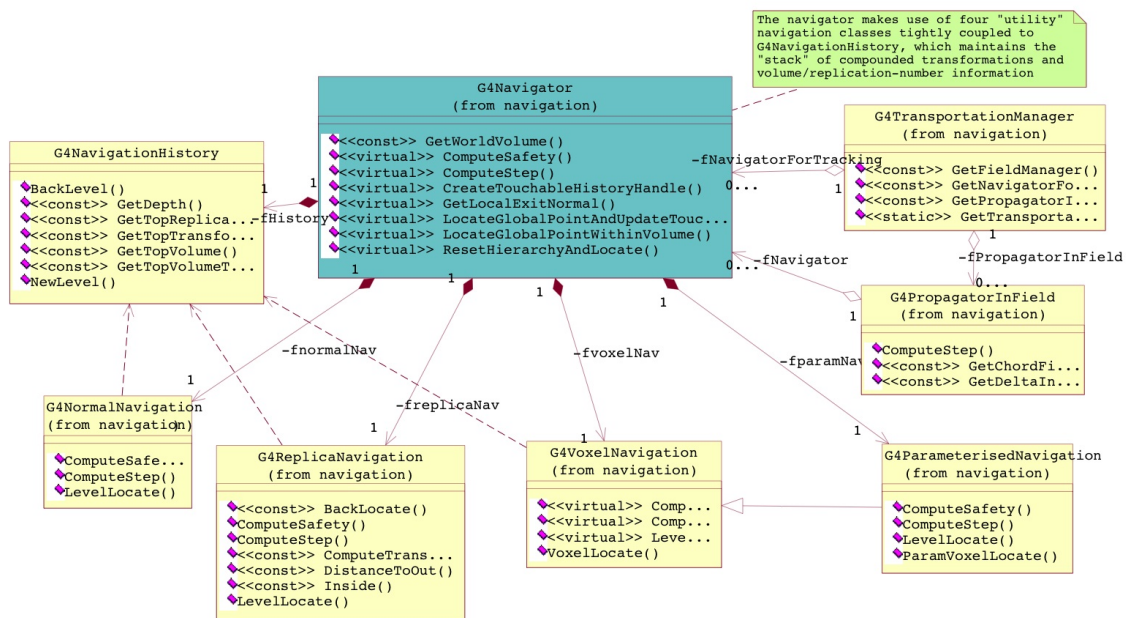 The navigator makes use of four "utility"
navigation classes tightly coupled to
G4NavigationHistory, which maintains the
"stack" of compounded transformations and
volume/replication-number information
G4Navigator
(from navigation)
<<const>> GetWorldVolume()
<<virtual>> ComputeSafety()
<<virtual>> ComputeStep()
<<virtual>> CreateTouchableHistoryHandle()
<<virtual>> GetLocalExitNormal()
<<virtual>> LocateGlobalPointAndUpdateTouc...
<<virtual>> LocateGlobalPointWithinVolume()
<<virtual>> ResetHierarchyAndLocate()
G4TransportationManager
(from navigation)
<<const>> GetFieldManager()
<<const>> GetNavigatorFo...
<<const>> GetPropagatorI...
<<static>> GetTransporta...
-fNavigatorForTracking
0...
1
G4NavigationHistory
BackLevel()
<<const>> GetDepth()
<<const>> GetTopReplica...
<<const>> GetTopTransfo...
<<const>> GetTopVolume()
<<const>> GetTopVolumeT...
NewLevel()
1
1
-fHistory
1
-fPropagatorInField
0...
-fNavigator
0...
1
G4PropagatorInField
(from navigation)
ComputeStep()
<<const>> GetChordFi...
<<const>> GetDeltaIn...
1
-fnormalNav
1
1
-freplicaNav
1
1
-fvoxelNav
1
1
-fparamNav
1
G4NormalNavigation
(from navigation)
ComputeSafe...
ComputeStep()
LevelLocate()
G4ReplicaNavigation
(from navigation)
<<const>> BackLocate()
ComputeSafety()
ComputeStep()
<<const>> ComputeTrans...
<<const>> DistanceToOut()
<<const>> Inside()
LevelLocate()
G4VoxelNavigation
(from navigation)
<<virtual>> Comp...
<<virtual>> Comp...
<<virtual>> Leve...
VoxelLocate()
G4ParameterisedNavigation
(from navigation)
ComputeSafety()
ComputeStep()
LevelLocate()
ParamVoxelLocate()